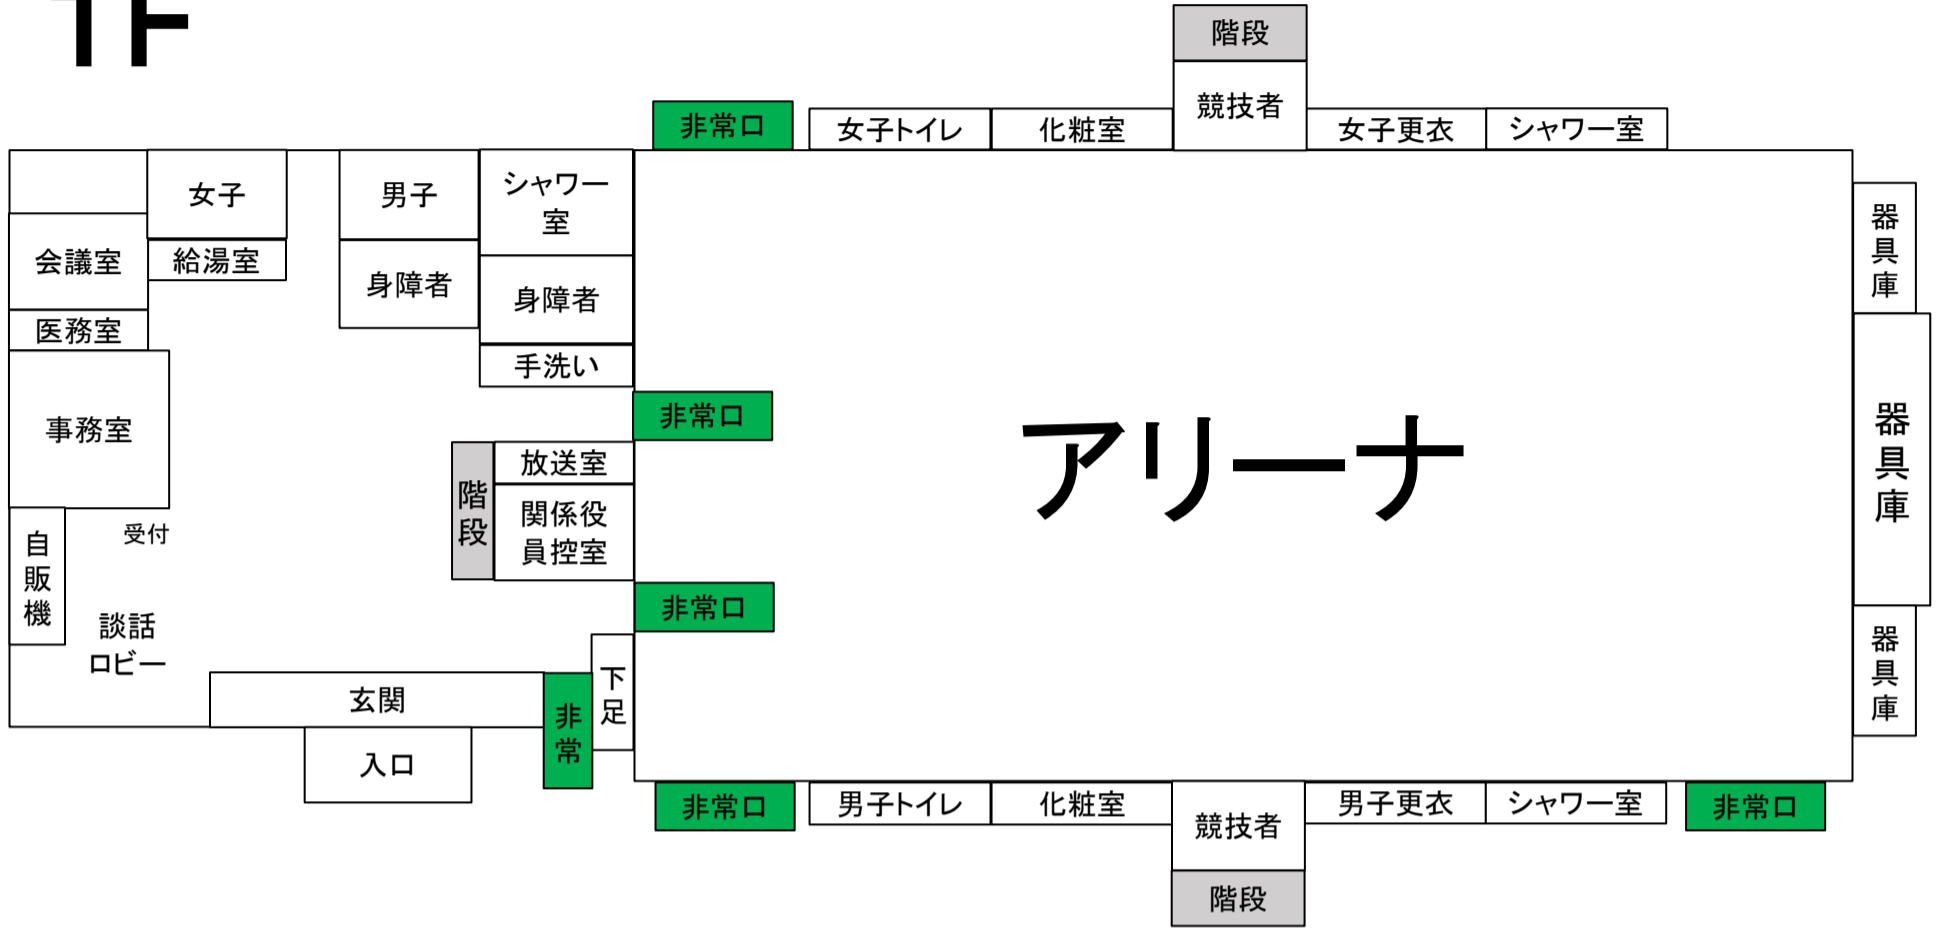 1F
階段
競技者
非常口
女子トイレ
化粧室
女子更衣
シャワー室
女子
男子
シャワー
室
会議室
給湯室
身障者
身障者
医務室
手洗い
事務室
非常口
放送室
階
段
関係役
員控室
受付
自
販
機
談話
ロビー
非常口
下
足
玄関
非
常
入口
アリーナ
器
具
庫
器
具
庫
器
具
庫
非常口
男子トイレ
化粧室
競技者
男子更衣
シャワー室
非常口
階段